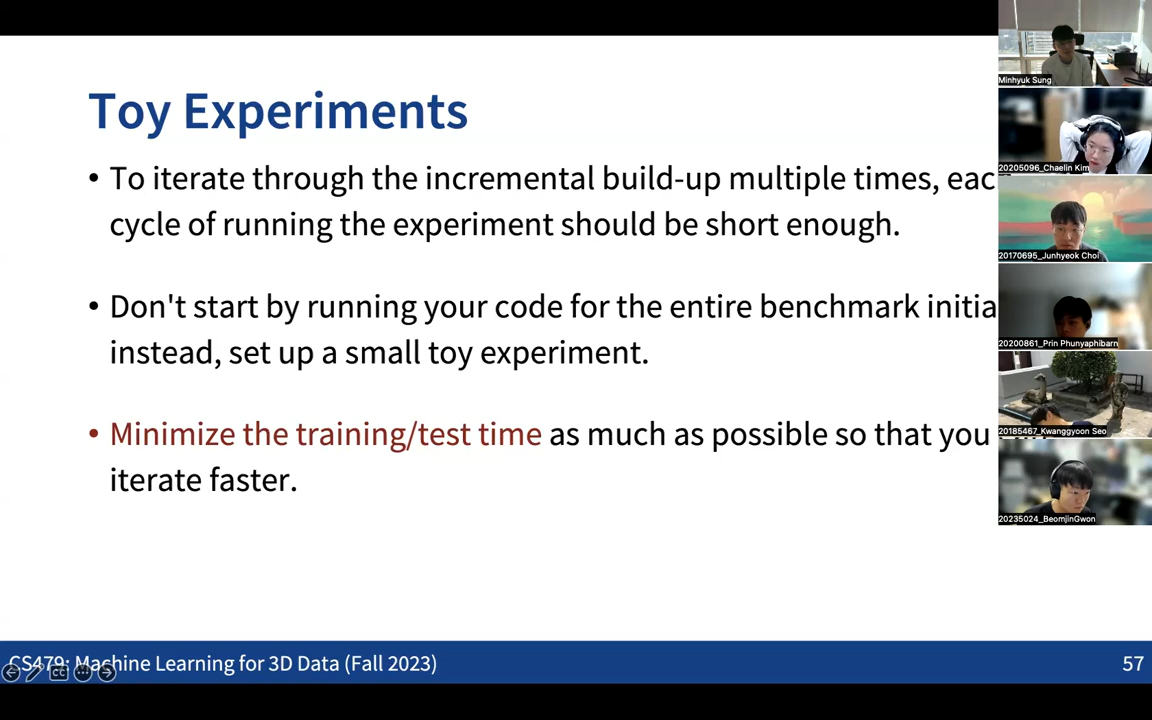 Toy Experiments
• To iterate through the incremental build-up multiple times, eac
cycle of running the experiment should be short enough.
• Don't start by running your code for the entire benchmark initia
instead, set up a small toy experiment.
• Minimize the training/test time as much as possible so that you
iterate faster.
CS479: Machine Learning for 3D Data (Fall 2023)
57
Minhyuk Sung
20205096_Chaelin Kim
20170695_Junhyeok Choi
20200861_Prin Phunyaphibarn
20185467_Kwanggyoon Seo
20235024_BeomjinGwon